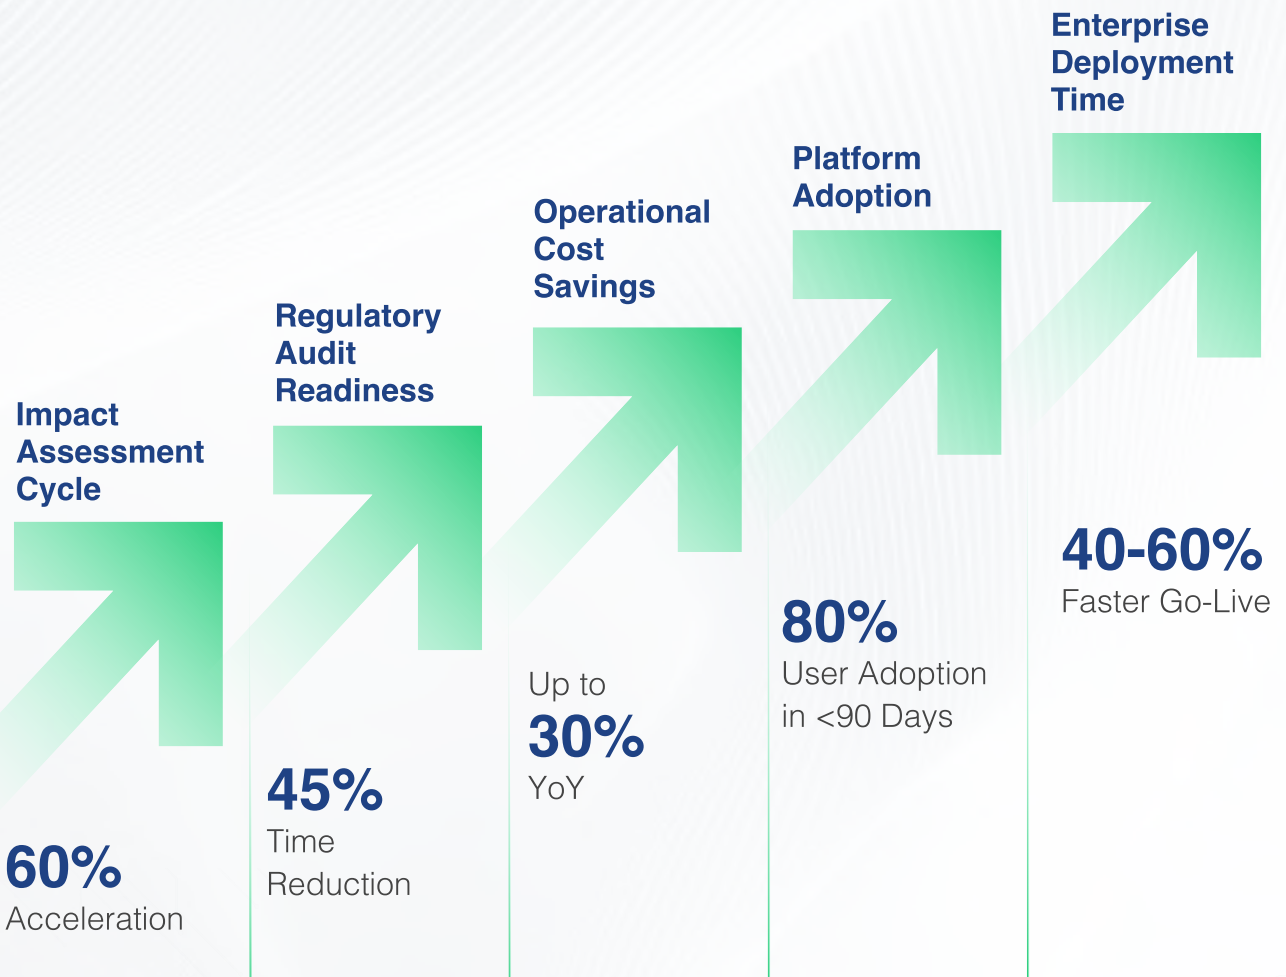 Impact
Assessment
Cycle
60%
Acceleration
Regulatory
Audit
Readiness
45%
Time
Reduction
Operational
Cost
Savings
Up to
30%
YoY
Platform
Adoption
80%
User Adoption
in <90 Days
Enterprise
Deployment
Time
40-60%
Faster Go-Live